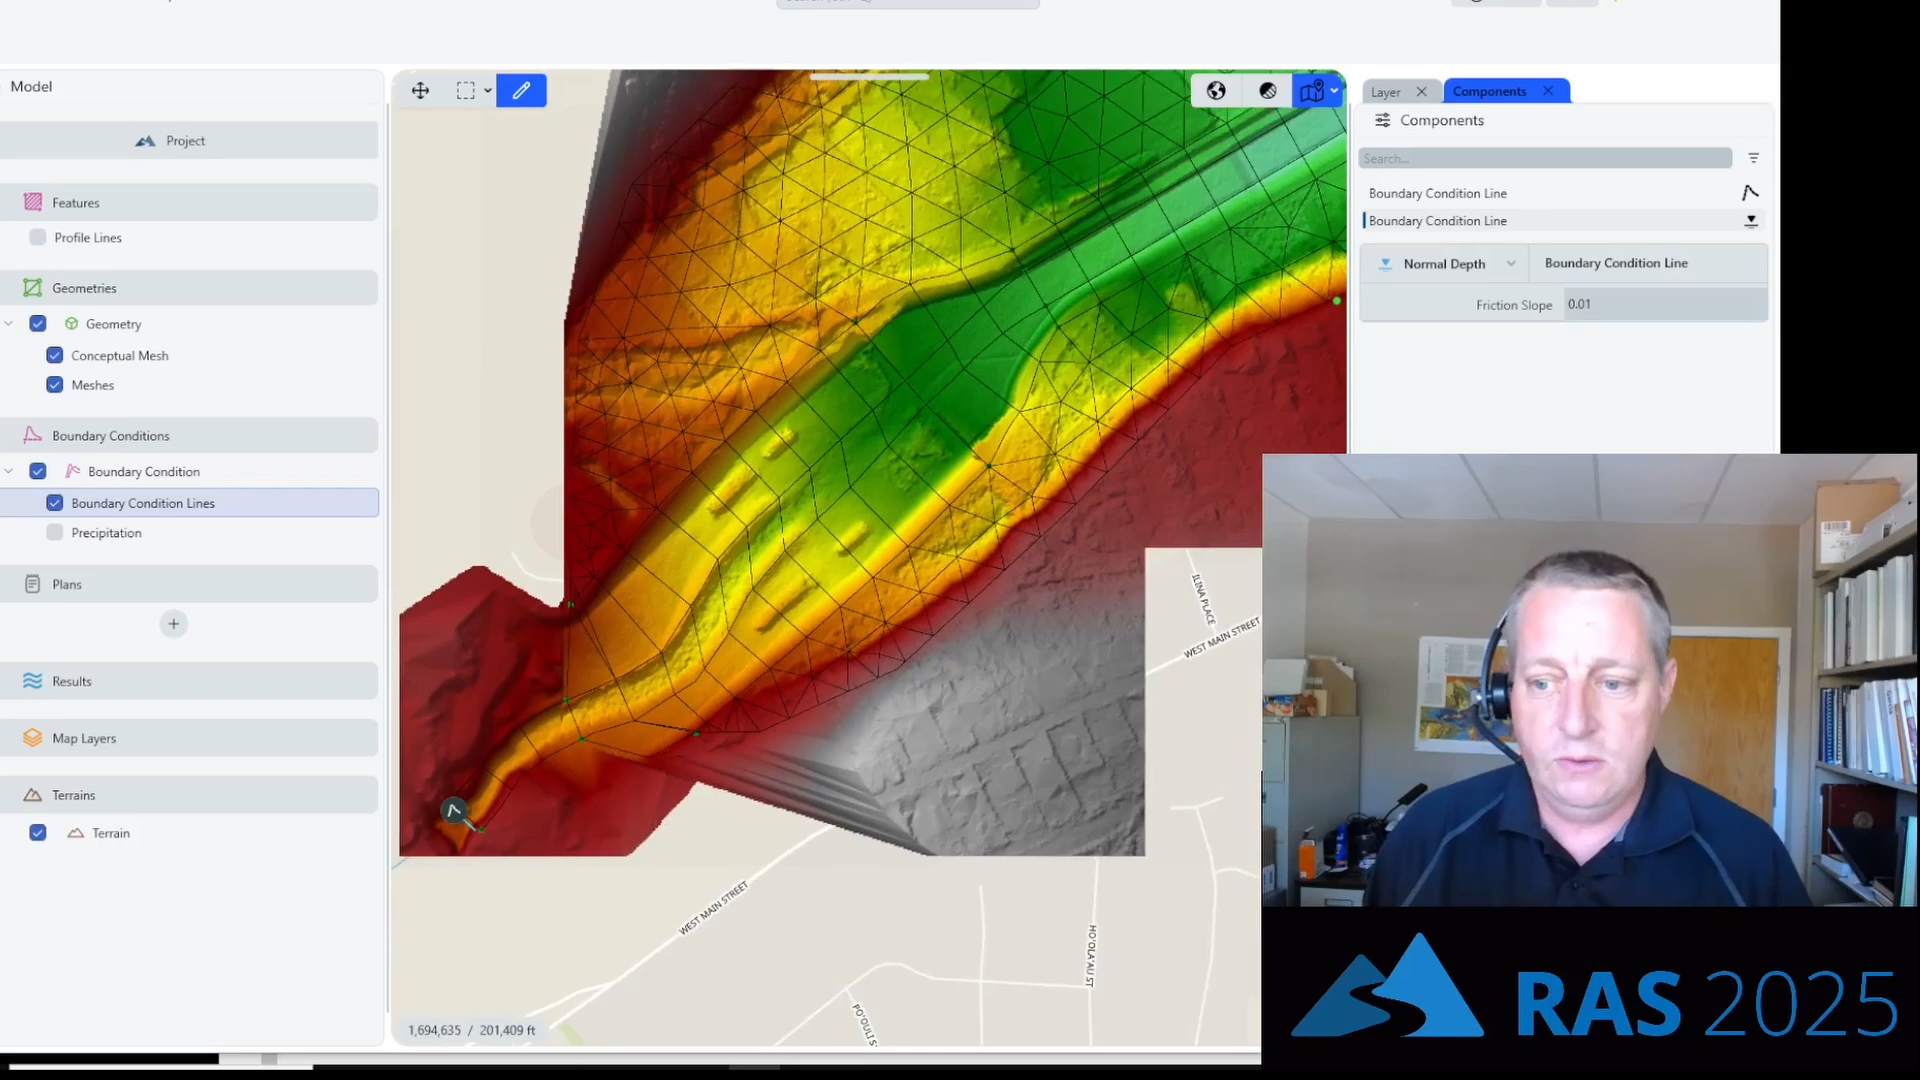 Model
Project
Features
Profile Lines
Geometries
Geometry
Conceptual Mesh
Meshes
Boundary Conditions
Boundary Condition
Boundary Condition Lines
Precipitation
Plans
Results
Map Layers
Terrains
Terrain
ILINA PLACE
WEST MAIN STREET
WEST MAIN STREET
HO'OLA'AU ST
1,694,635 / 201,409 ft
Layer
Components
Components
Search...
Boundary Condition Line
Boundary Condition Line
Normal Depth
Boundary Condition Line
Friction Slope
0.01
RAS 2025